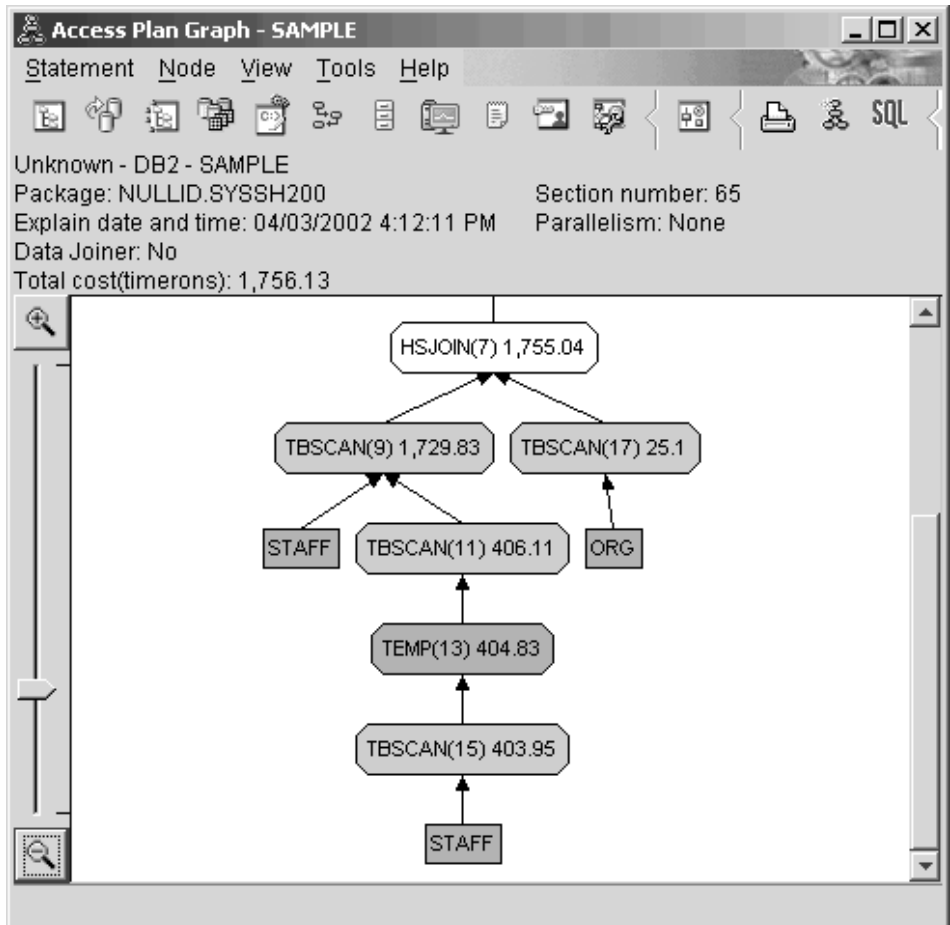 Access Plan Graph - SAMPLE
Statement Node View Tools Help
SQL
Unknown - DB2 - SAMPLE
Package: NULLID.SYSSH200 Section number: 65
Explain date and time: 04/03/2002 4:12:11 PM Parallelism: None
Data Joiner: No
Total cost(timerons): 1,756.13
HSJOIN(7) 1,755.04
TBSCAN(9) 1,729.83 TBSCAN(17) 25.1
STAFF TBSCAN(11) 406.11 ORG
TEMP(13) 404.83
TBSCAN(15) 403.95
STAFF